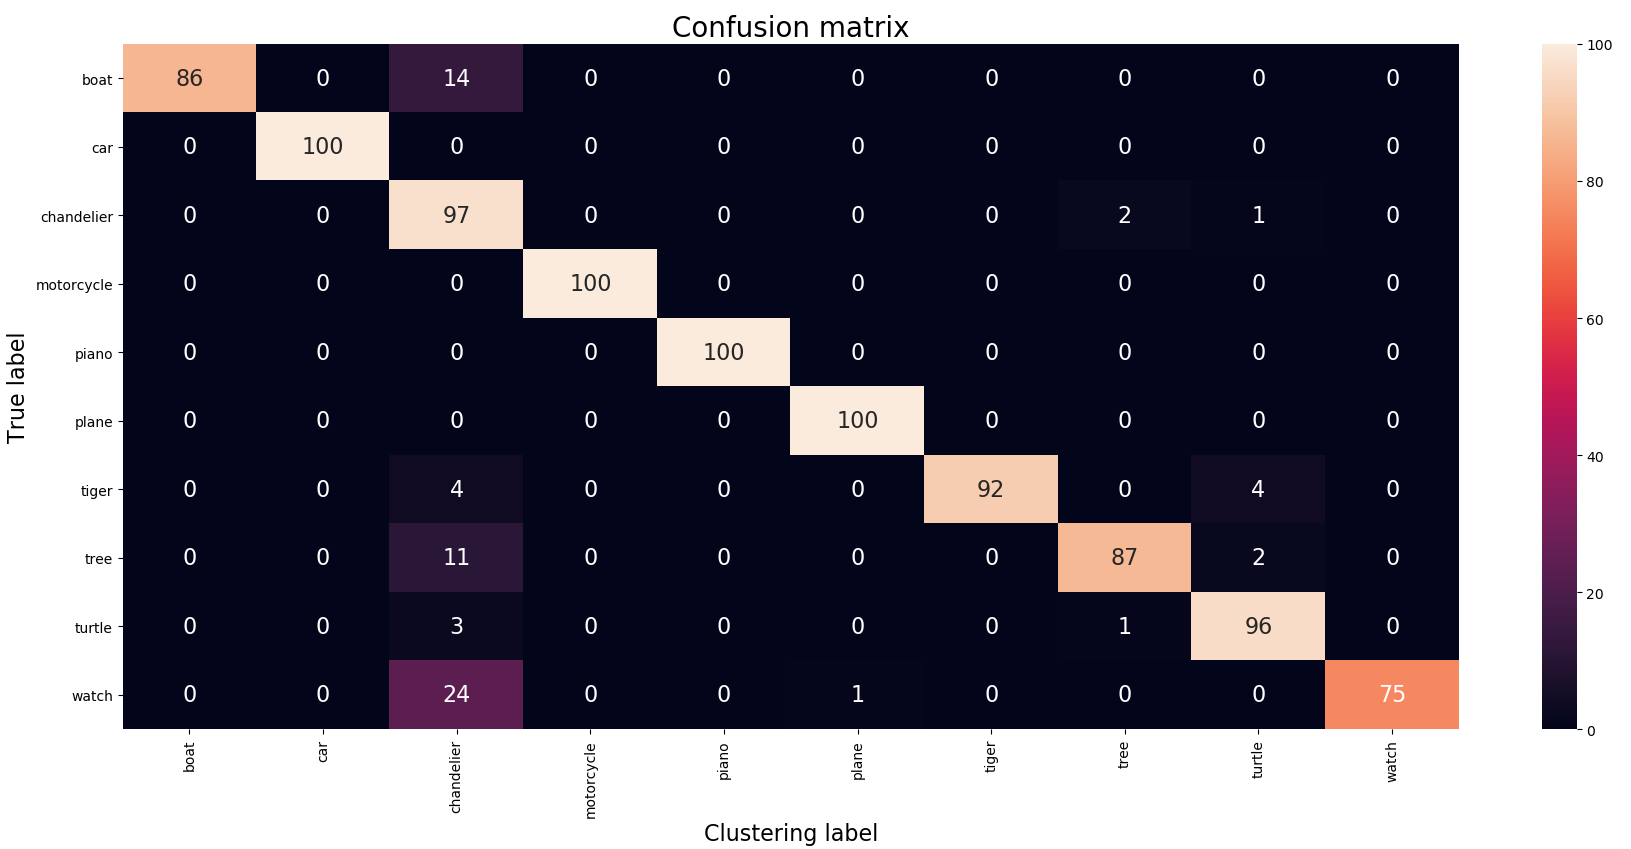 Confusion matrix
boat 86 0 14 0 0 0 0 0 0 0 100
car 0 100 0 0 0 0 0 0 0 0
chandelier 0 0 97 0 0 0 0 2 1 0 80
motorcycle 0 0 0 100 0 0 0 0 0 0
piano 0 0 0 0 100 0 0 0 0 0 60
True label
plane 0 0 0 0 0 100 0 0 0 0
tiger 0 0 4 0 0 0 92 0 4 0 40
tree 0 0 11 0 0 0 0 87 2 0
turtle 0 0 3 0 0 0 0 1 96 0 20
watch 0 0 24 0 0 1 0 0 0 75
0
boat car chandelier motorcycle piano plane tiger tree turtle watch
Clustering label